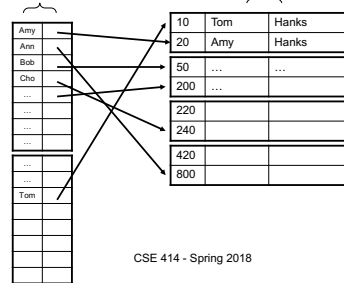 Amy
Ann
Bob
Cho
...
...
...
...
...
...
Tom
10 Tom Hanks
20 Amy Hanks
50 ... ...
200 ...
220
240
420
800
CSE 414 - Spring 2018